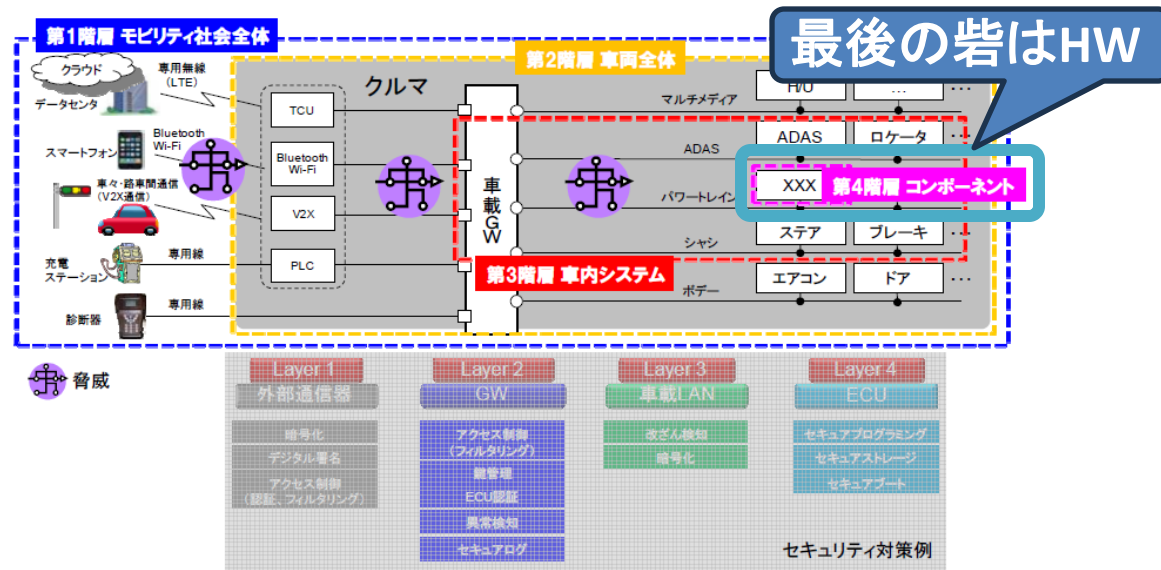 第1階層 モビリティ社会全体
最後の砦はHW
第2階層 車両全体
クラウド
専用無線
(LTE)
データセンタ
クルマ
TCU
マルチメディア
H/U
…
…
スマートフォン
Bluetooth
Wi-Fi
Bluetooth
Wi-Fi
ADAS
ADAS
ロケータ
…
車々・路車間通信
(V2X通信)
V2X
車載GW
パワートレイン
XXX
第4階層 コンポーネント
シャシ
ステア
ブレーキ
…
充電
ステーション
専用線
PLC
第3階層 車内システム
ボデー
エアコン
ドア
…
診断器
専用線
脅威
Layer 1
外部通信器
暗号化
デジタル署名
アクセス制御
(認証、フィルタリング)
Layer 2
GW
アクセス制御
(フィルタリング)
鍵管理
ECU認証
異常検知
セキュアログ
Layer 3
車載LAN
改ざん検知
暗号化
Layer 4
ECU
セキュアプログラミング
セキュアストレージ
セキュアブート
セキュリティ対策例